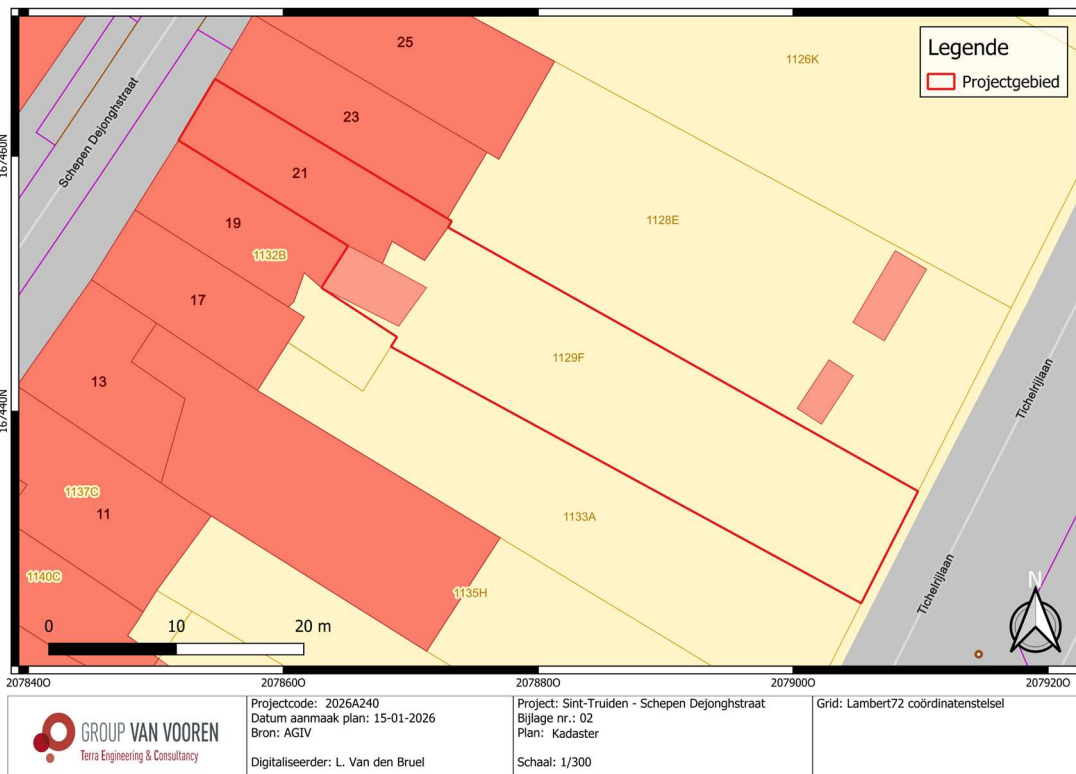 Legende
Projectgebied
25
1126K
23
Schepen Dejonghstraat
21
19
1132B
1128E
17
1129F
13
1137C
11
1133A
1140C
1135H
Tichelrijlaan
Tichelrijlaan
N
0 10 20 m
167460N
167440N
207840O 207860O 207880O 207900O 207920O
GROUP VAN VOOREN
Terra Engineering & Consultancy
Projectcode: 2026A240
Datum aanmaak plan: 15-01-2026
Bron: AGIV
Digitaliseerder: L. Van den Bruel
Project: Sint-Truiden - Schepen Dejonghstraat
Bijlage nr.: 02
Plan: Kadaster
Schaal: 1/300
Grid: Lambert72 coördinatenstelsel